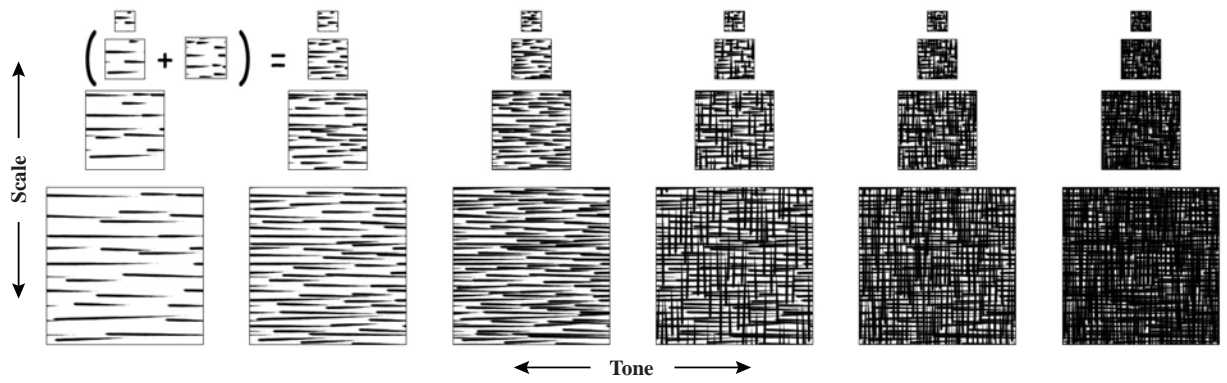 ( + ) =
Scale
Tone